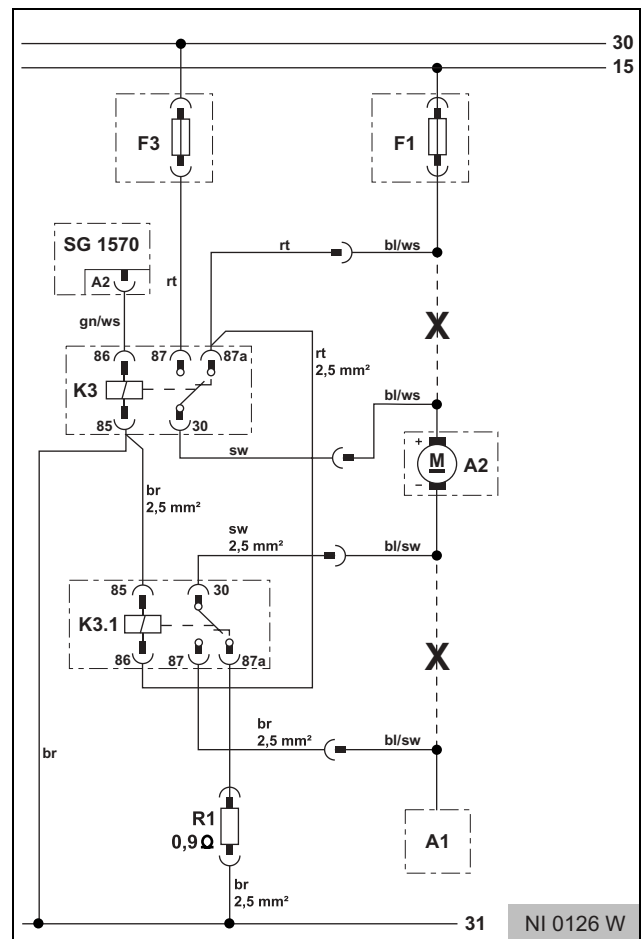 30
15
F3
F1
SG 1570
A2
rt
rt
bl/ws
gn/ws
86
87
87a
K3
rt
2,5 mm²
85
30
bl/ws
sw
+
M
A2
–
br
2,5 mm²
sw
2,5 mm²
bl/sw
85
30
K3.1
86
87
87a
br
2,5 mm²
bl/sw
br
R1
0,9 Ω
A1
br
2,5 mm²
31
NI 0126 W
X
X